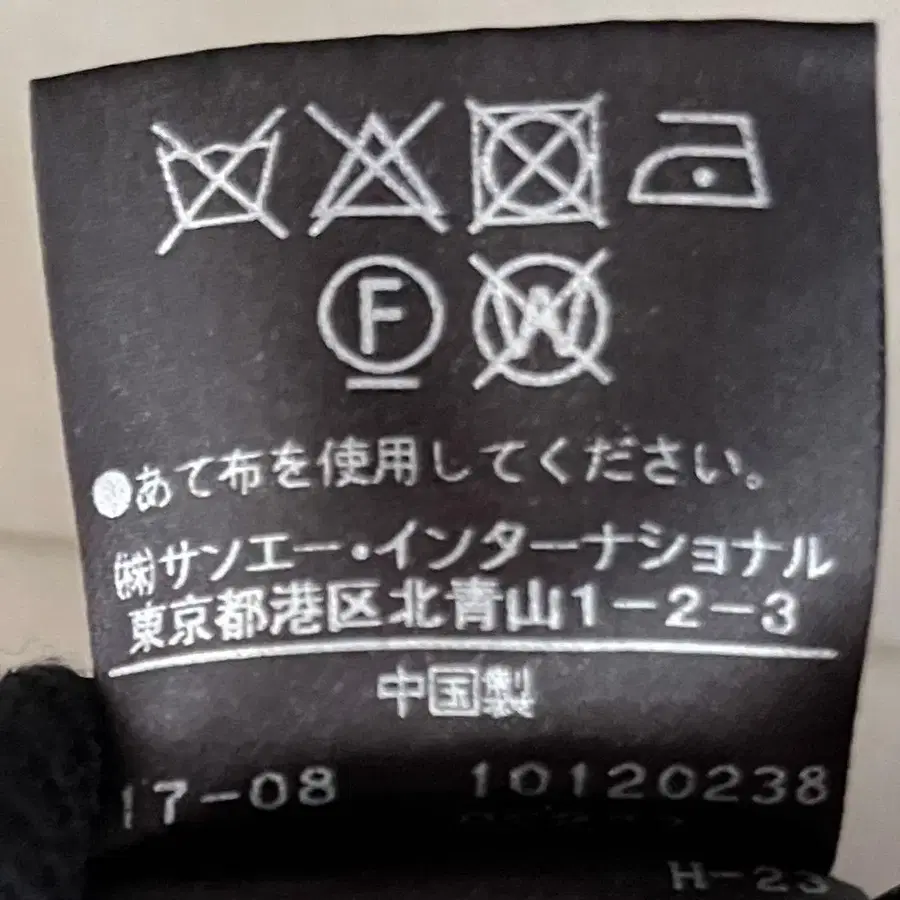 F W
●あて布を使用してください。
㈱サンエー・インターナショナル
東京都港区北青山1-2-3
中国製
17-08 10120238
H-23